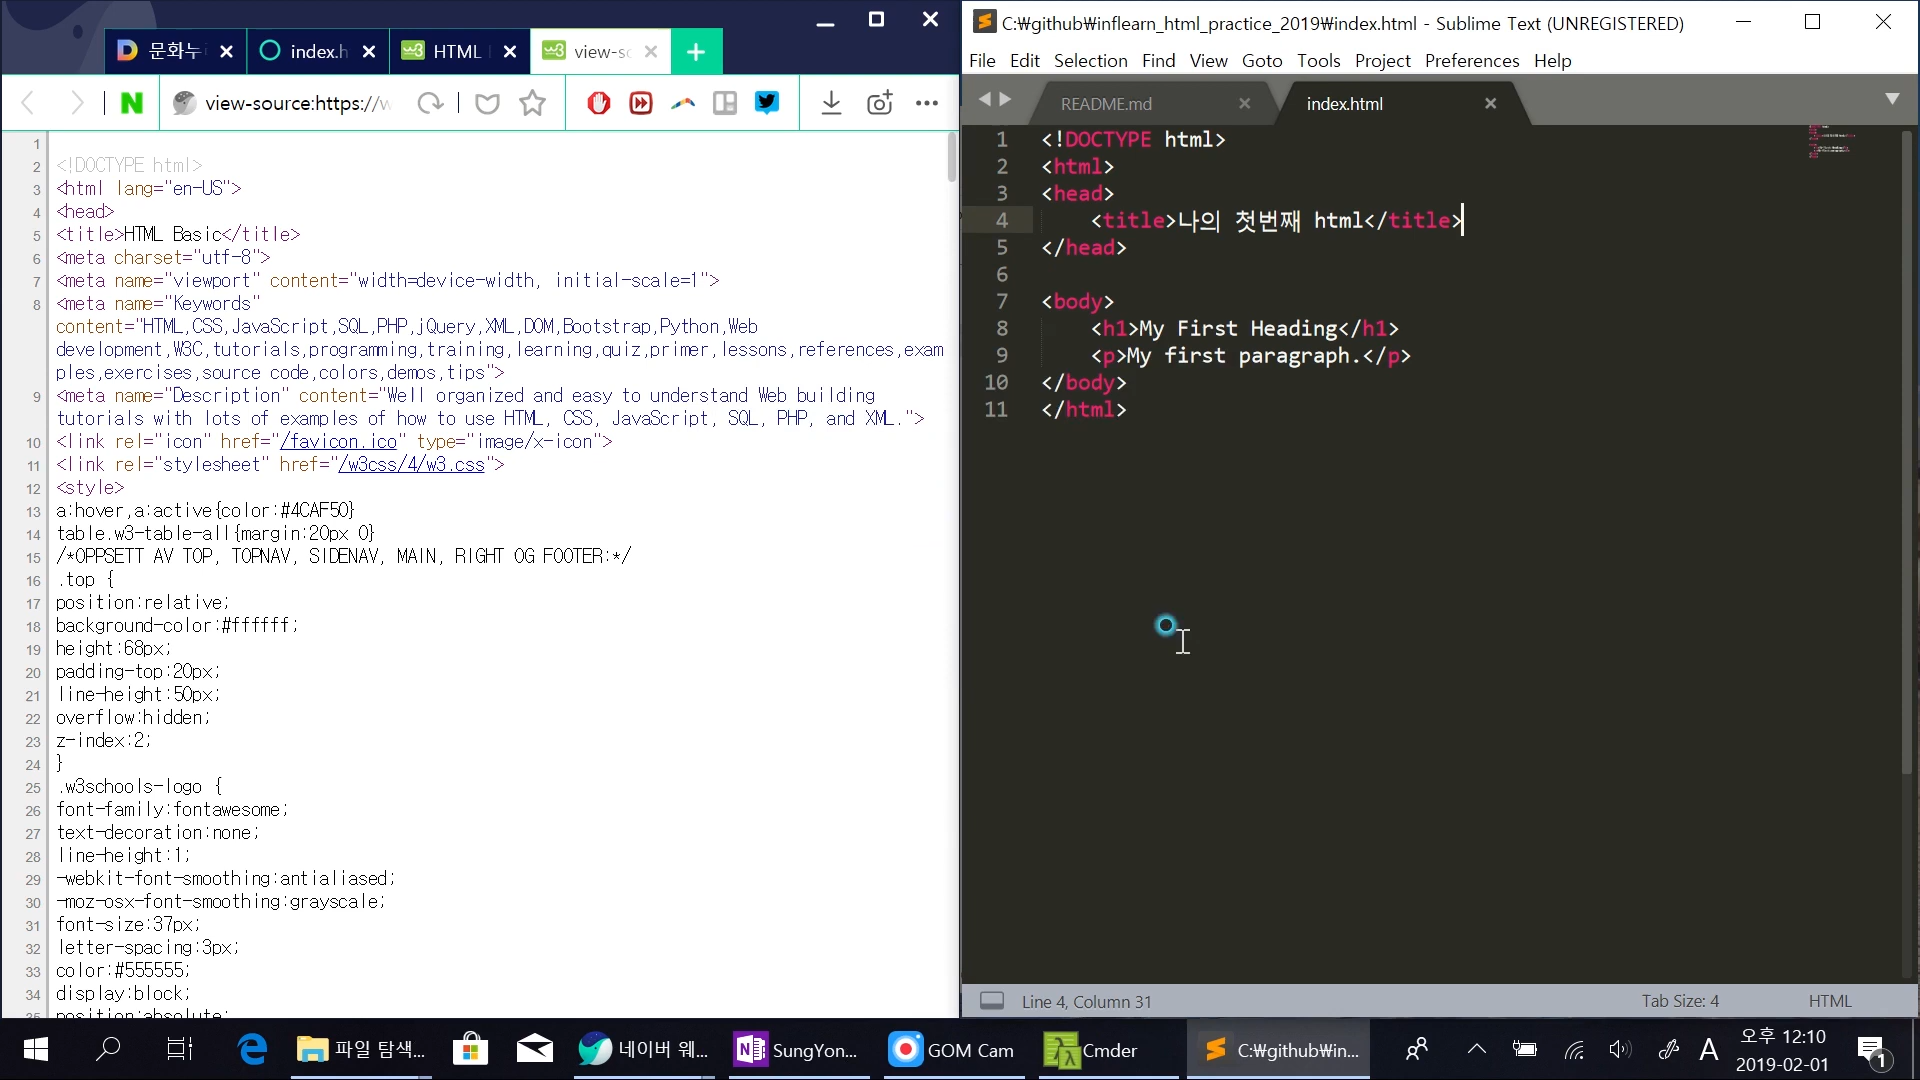 문화누
index.h
HTML
view-sc
view-source:https://w
1
2 <!DOCTYPE html>
3 <html lang="en-US">
4 <head>
5 <title>HTML Basic</title>
6 <meta charset="utf-8">
7 <meta name="viewport" content="width=device-width, initial-scale=1">
8 <meta name="Keywords"
content="HTML,CSS,JavaScript,SQL,PHP,jQuery,XML,DOM,Bootstrap,Python,Web
development,W3C,tutorials,programming,training,learning,quiz,primer,lessons,references,exam
ples,exercises,source code,colors,demos,tips">
9 <meta name="Description" content="Well organized and easy to understand Web building
tutorials with lots of examples of how to use HTML, CSS, JavaScript, SQL, PHP, and XML.">
10 <link rel="icon" href="/favicon.ico" type="image/x-icon">
11 <link rel="stylesheet" href="/w3css/4/w3.css">
12 <style>
13 a:hover,a:active{color:#4CAF50}
14 table.w3-table-all{margin:20px 0}
15 /*OPPSETT AV TOP, TOPNAV, SIDENAV, MAIN, RIGHT OG FOOTER:*/
16 .top {
17 position:relative;
18 background-color:#ffffff;
19 height:68px;
20 padding-top:20px;
21 line-height:50px;
22 overflow:hidden;
23 z-index:2;
24 }
25 .w3schools-logo {
26 font-family:fontawesome;
27 text-decoration:none;
28 line-height:1;
29 -webkit-font-smoothing:antialiased;
30 -moz-osx-font-smoothing:grayscale;
31 font-size:37px;
32 letter-spacing:3px;
33 color:#555555;
34 display:block;
35 position:absolute;
C:₩github₩inflearn_html_practice_2019₩index.html - Sublime Text (UNREGISTERED)
File Edit Selection Find View Goto Tools Project Preferences Help
README.md
index.html
1 <!DOCTYPE html>
2 <html>
3 <head>
4 <title>나의 첫번째 html</title>
5 </head>
6
7 <body>
8 <h1>My First Heading</h1>
9 <p>My first paragraph.</p>
10 </body>
11 </html>
Line 4, Column 31
Tab Size: 4
HTML
파일 탐색...
네이버 웨...
SungYon...
GOM Cam
Cmder
C:₩github₩in...
A
오후 12:10
2019-02-01
1